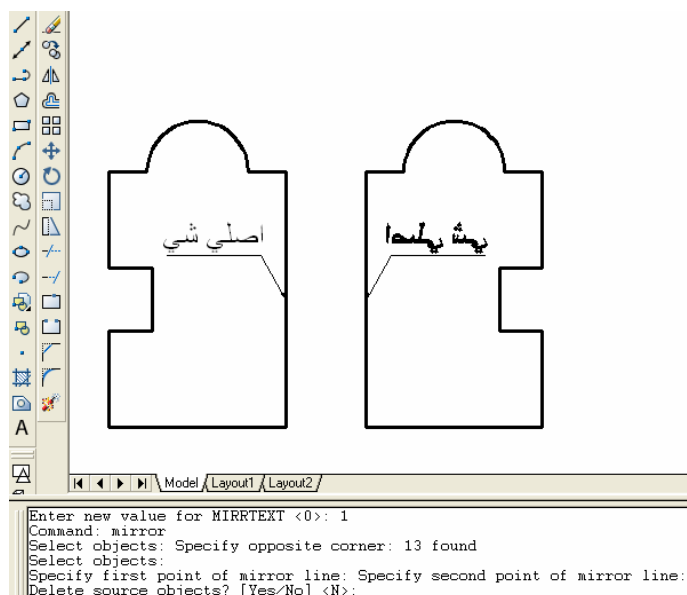 اصلي شي
Model Layout1 Layout2
Enter new value for MIRRTEXT <0>: 1
Command: mirror
Select objects: Specify opposite corner: 13 found
Select objects:
Specify first point of mirror line: Specify second point of mirror line:
Delete source objects? [Yes/No] <N>: